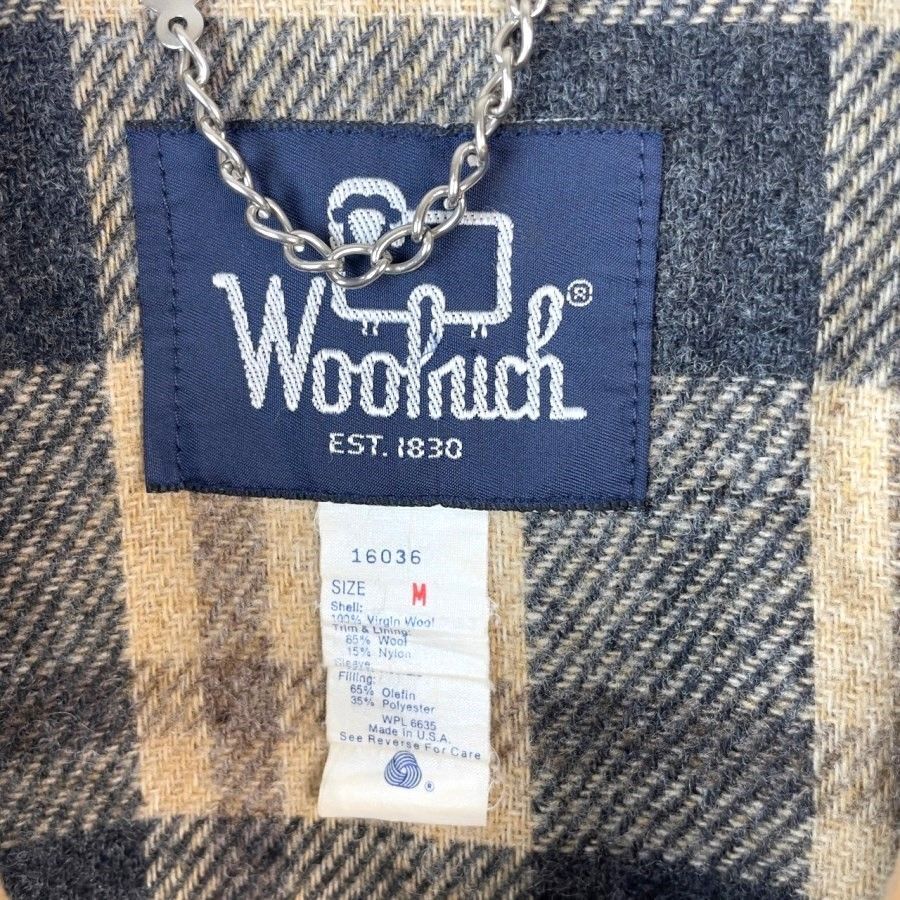 Woolrich®
EST. 1830
16036
SIZE M
Shell:
100% Virgin Wool
Trim & Lining:
85% Wool
15% Nylon
Sleeve
Filling:
65% Olefin
35% Polyester
WPL 6635
Made in U.S.A.
See Reverse For Care
®